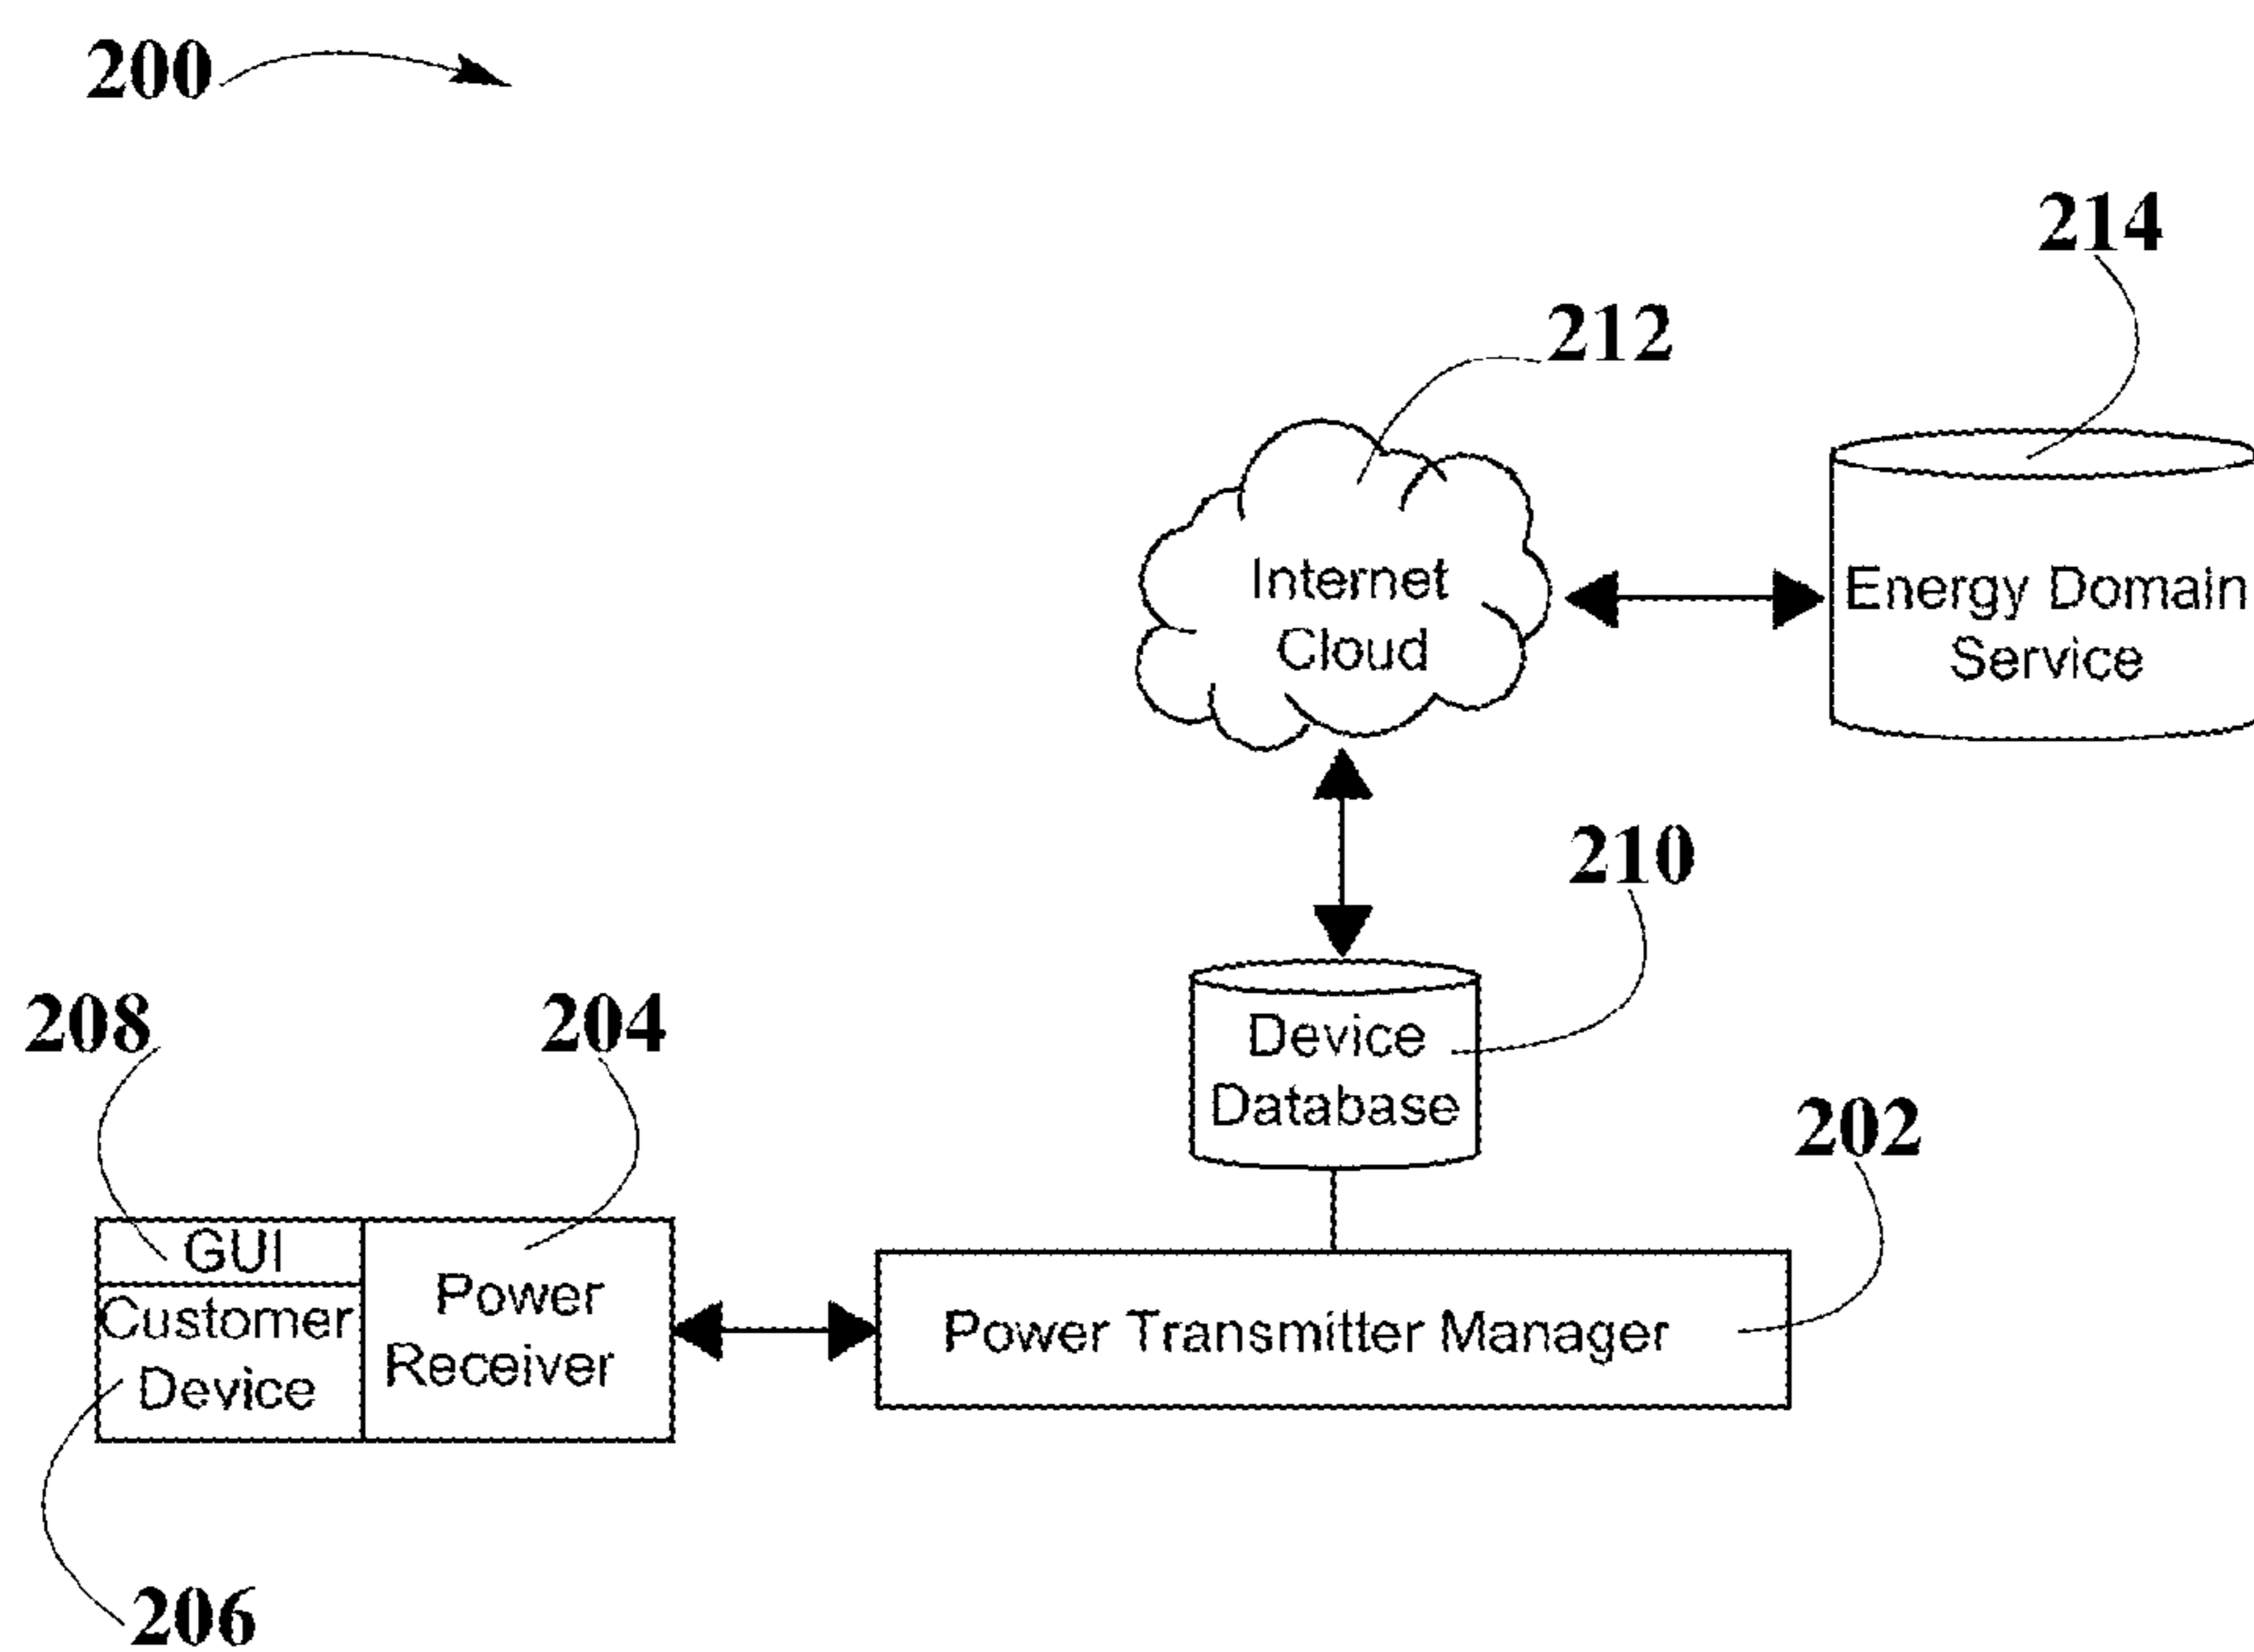 200
214
212
Internet
Cloud
Energy Domain
Service
210
208
204
Device
Database
202
GUI
Customer
Device
Power
Receiver
Power Transmitter Manager
206